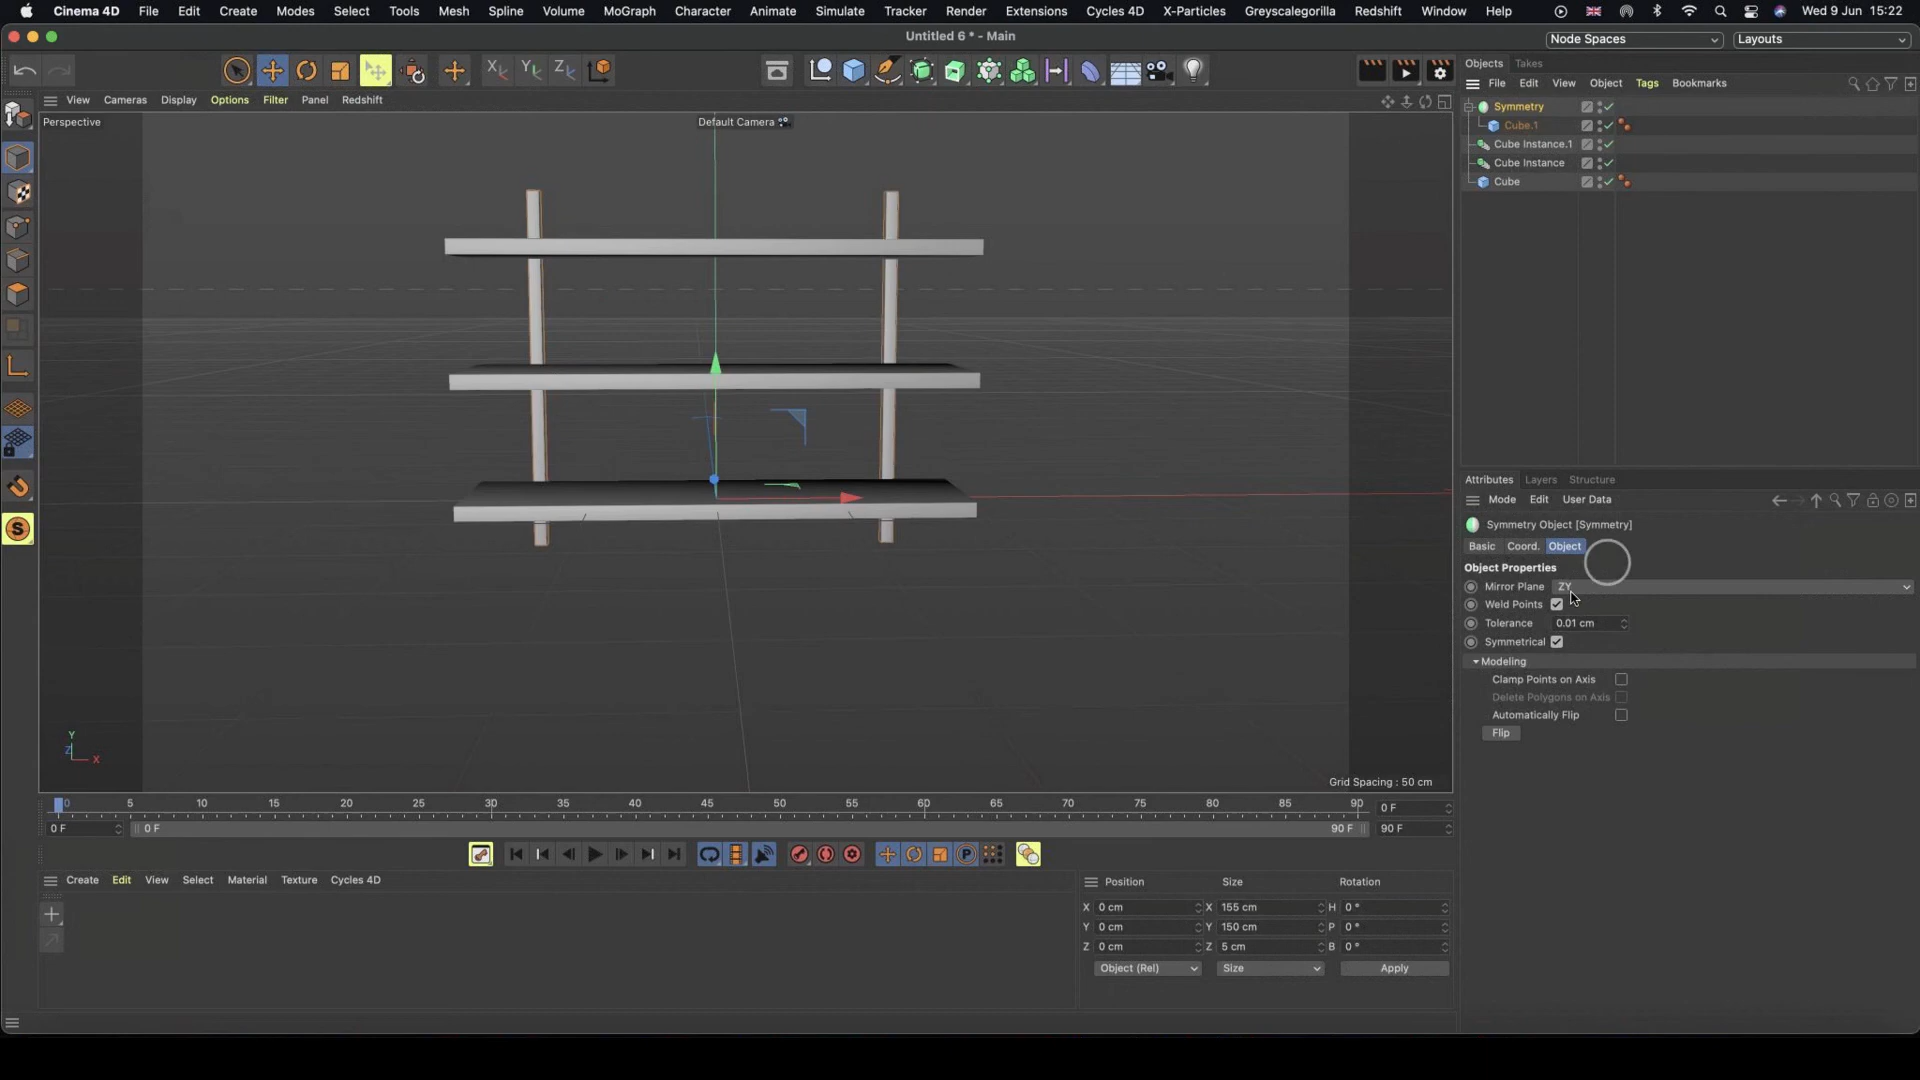 Cinema 4D File Edit Create Modes Select Tools Mesh Spline Volume MoGraph Character Animate Simulate Tracker Render Extensions Cycles 4D X-Particles Greyscalegorilla Redshift Window Help Wed 9 Jun 15:22
Untitled 6 * - Main
Node Spaces Layouts
Objects Takes
File Edit View Object Tags Bookmarks
View Cameras Display Options Filter Panel Redshift
Perspective
Default Camera
Symmetry
Cube.1
Cube Instance.1
Cube Instance
Cube
Attributes Layers Structure
Mode Edit User Data
Symmetry Object [Symmetry]
Basic Coord. Object
Object Properties
Mirror Plane ZY
Weld Points
Tolerance 0.01 cm
Symmetrical
Modeling
Clamp Points on Axis
Delete Polygons on Axis
Automatically Flip
Flip
Y
Z
X
Grid Spacing : 50 cm
0 5 10 15 20 25 30 35 40 45 50 55 60 65 70 75 80 85 90 0 F
0 F 0 F 90 F 90 F
P
Create Edit View Select Material Texture Cycles 4D
Position Size Rotation
X 0 cm X 155 cm H 0 °
Y 0 cm Y 150 cm P 0 °
Z 0 cm Z 5 cm B 0 °
Object (Rel) Size Apply